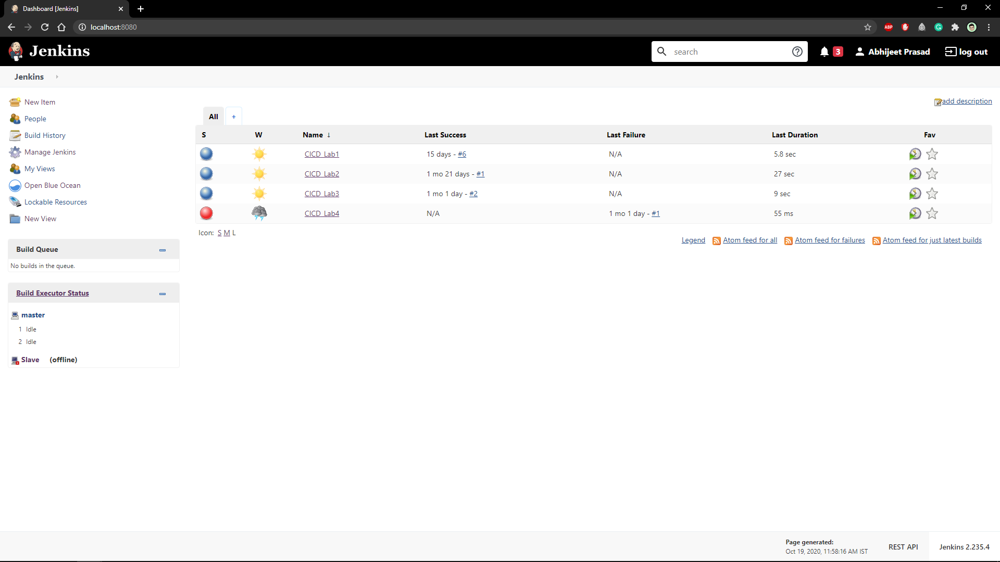 Dashboard [Jenkins]
localhost:8080
ABP
Jenkins
search
3
Abhijeet Prasad
log out
Jenkins
New Item
People
Build History
Manage Jenkins
My Views
Open Blue Ocean
Lockable Resources
New View
Build Queue
No builds in the queue.
Build Executor Status
master
1 Idle
2 Idle
Slave (offline)
add description
All +
S W Name ↓ Last Success Last Failure Last Duration Fav
CICD_Lab1 15 days - #6 N/A 5.8 sec
CICD_Lab2 1 mo 21 days - #1 N/A 27 sec
CICD_Lab3 1 mo 1 day - #2 N/A 9 sec
CICD_Lab4 N/A 1 mo 1 day - #1 55 ms
Icon: S M L
Legend Atom feed for all Atom feed for failures Atom feed for just latest builds
Page generated:
Oct 19, 2020, 11:58:16 AM IST
REST API
Jenkins 2.235.4